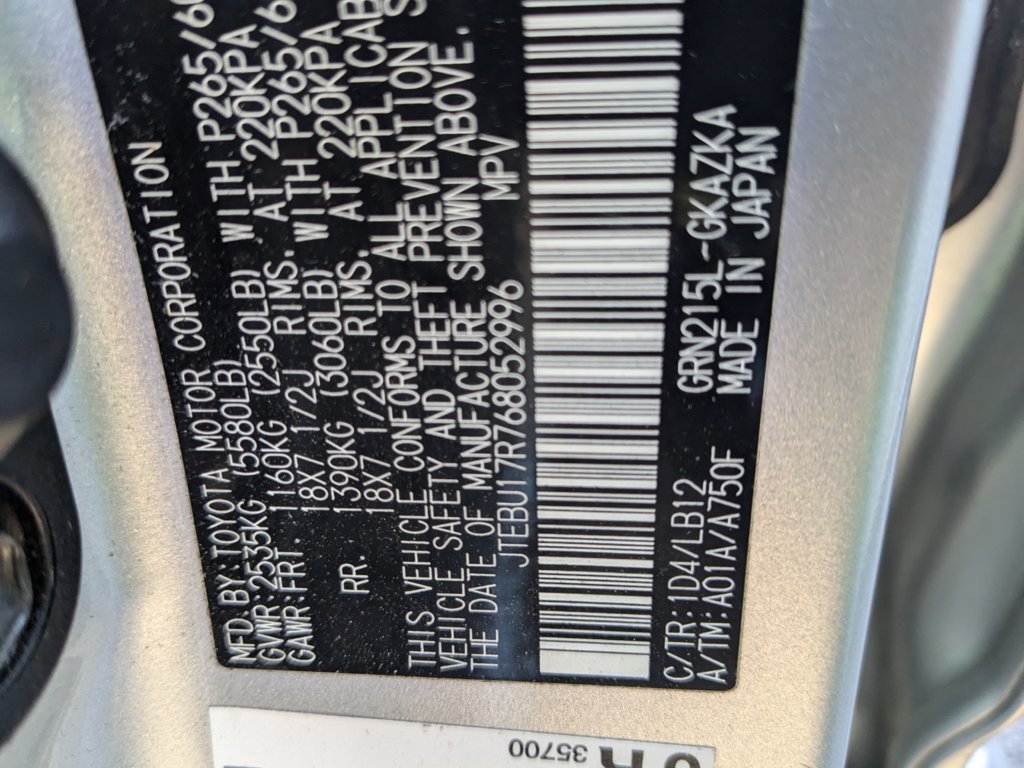 MFD. BY: TOYOTA MOTOR CORPORATION
GVWR: 2535KG (5580LB)
GAWR FRT. 1160KG (2550LB) WITH P265/60
18X7 1/2J RIMS. AT 220KPA
RR. 1390KG (3060LB) WITH P265/6
18X7 1/2J RIMS. AT 220KPA
THIS VEHICLE CONFORMS TO ALL APPLICAB
VEHICLE SAFETY AND THEFT PREVENTION S
THE DATE OF MANUFACTURE SHOWN ABOVE.
JTEBU17R768052996 MPV
C/TR: 1D4/LB12 GRN215L-GKAZKA
A/TM: A01A/A750F MADE IN JAPAN
35700